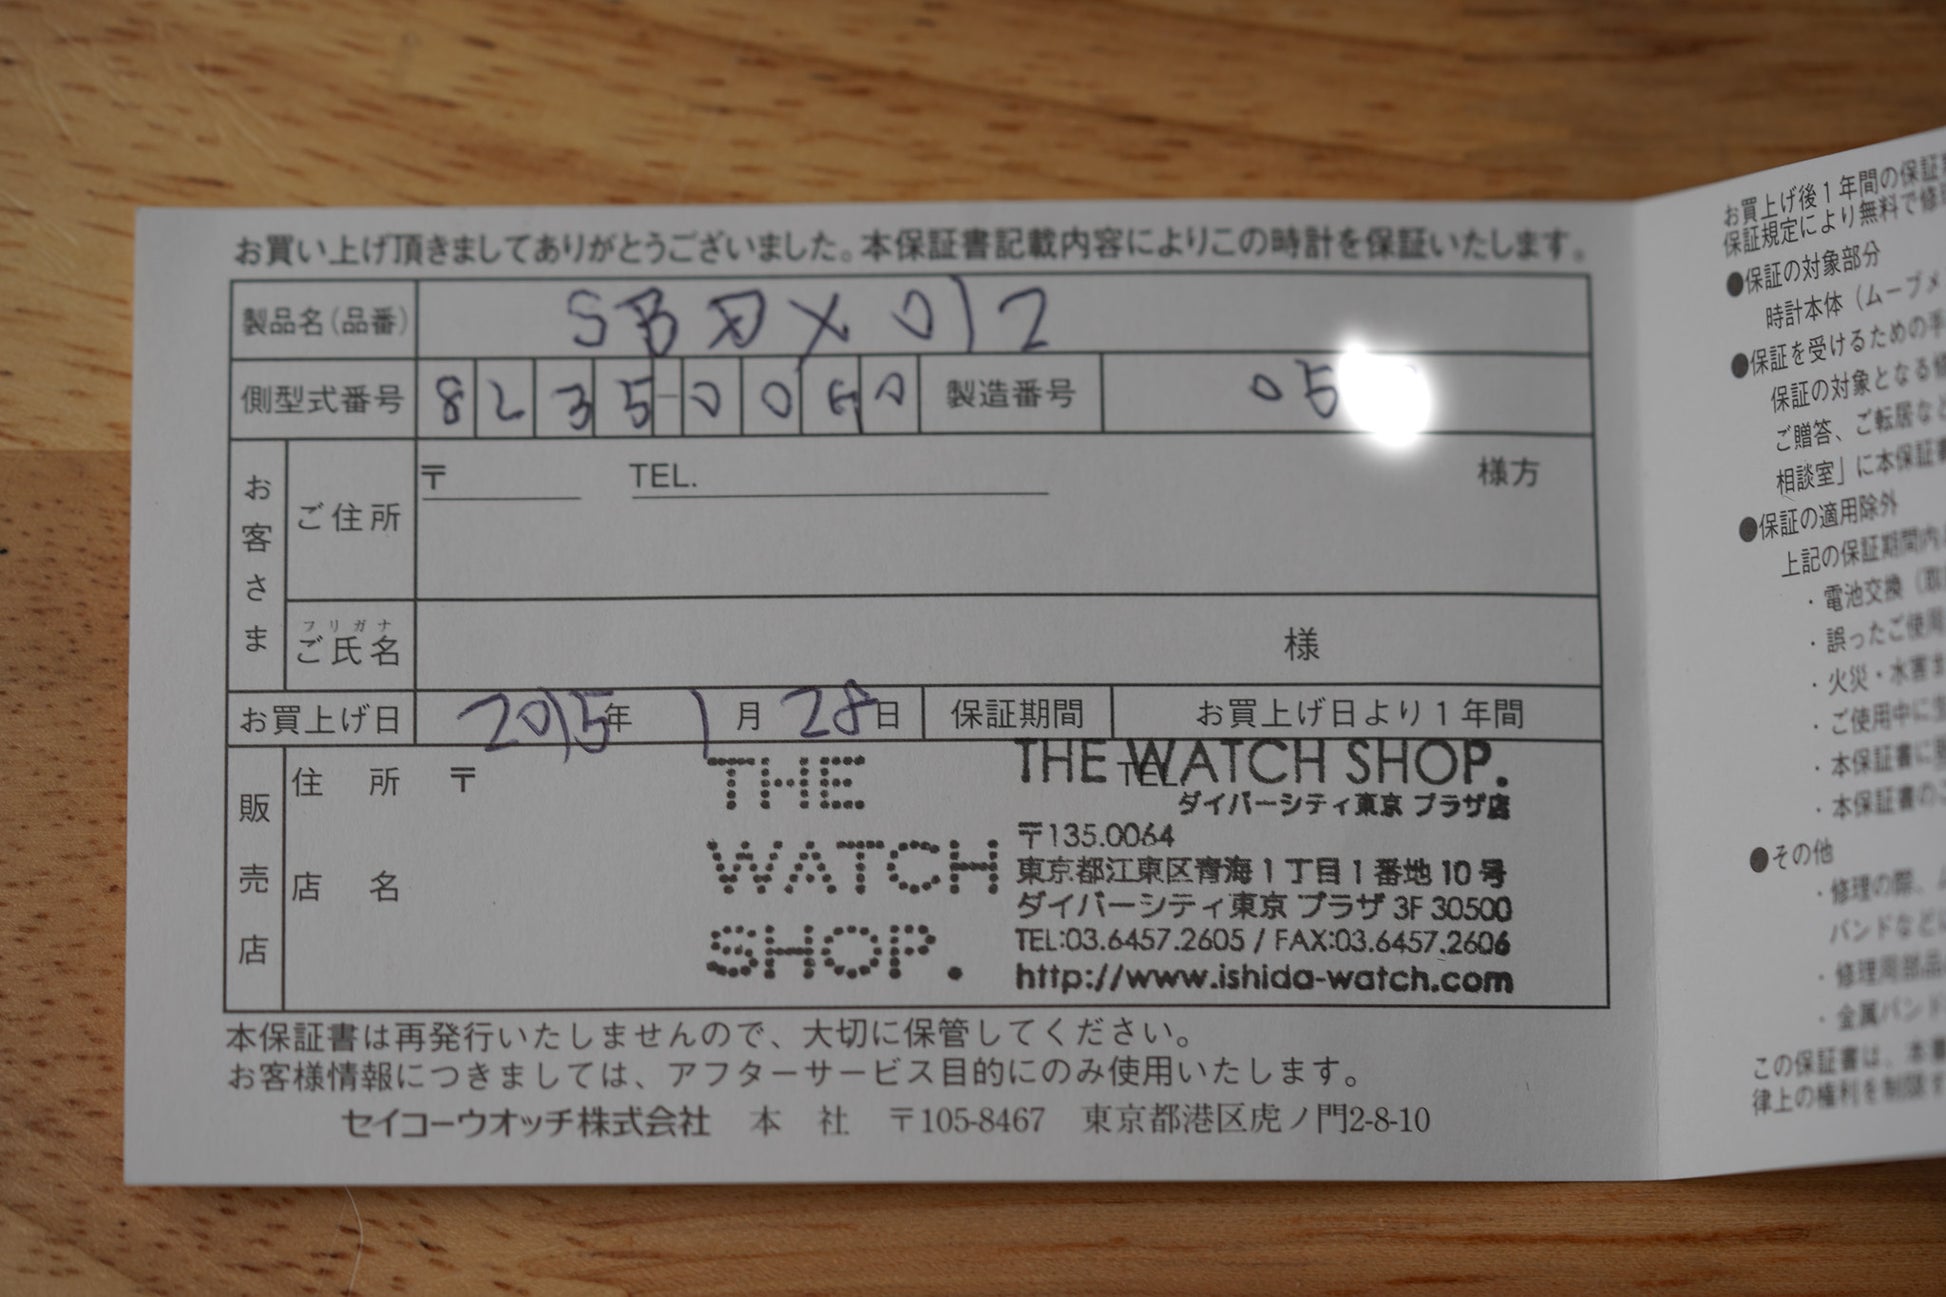 お買い上げ頂きましてありがとうございました。本保証書記載内容によりこの時計を保証いたします。
製品名(品番) SBDX012
側型式番号 8L35-00G0 製造番号 05
お客さま
ご住所 〒 TEL. 様方
フリガナ
ご氏名 様
お買上げ日 2015年 1月 28日 保証期間 お買上げ日より1年間
販売店
住所 〒 TEL
店名
THE
WATCH
SHOP.
THE WATCH SHOP.
ダイバーシティ東京 プラザ店
〒135.0064
東京都江東区青海1丁目1番地10号
ダイバーシティ東京 プラザ 3F 30500
TEL:03.6457.2605 / FAX:03.6457.2606
http://www.ishida-watch.com
本保証書は再発行いたしませんので、大切に保管してください。
お客様情報につきましては、アフターサービス目的にのみ使用いたします。
セイコーウオッチ株式会社 本社 〒105-8467 東京都港区虎ノ門2-8-10
お買上げ後1年間の保証
保証規定により無料で修
●保証の対象部分
時計本体（ムーブメ
●保証を受けるための手
保証の対象となる
ご贈答、ご転居など
相談室」に本保証書
●保証の適用除外
上記の保証期間内
・電池交換（取
・誤ったご使用
・火災・水害ま
・ご使用中に
・本保証書に
・本保証書のご
●その他
・修理の際、
バンドなどに
・修理用部品
・金属バンド
この保証書は、本書
律上の権利を制限す